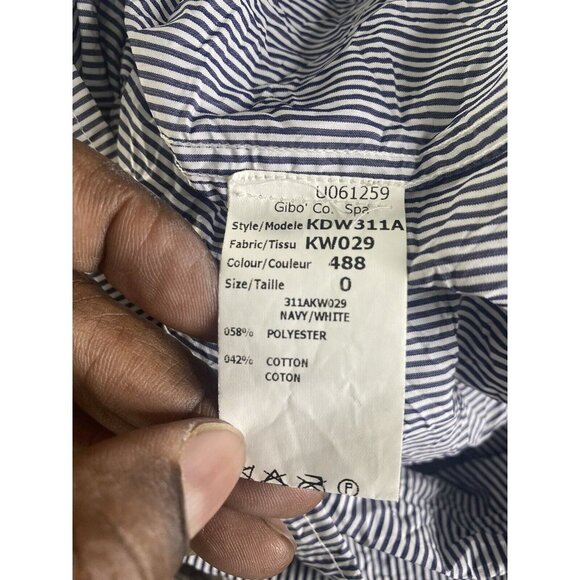 U061259
Gibo' Co. Spa
Style/Modele KDW311A
Fabric/Tissu KW029
Colour/Couleur 488
Size/Taille 0
311AKW029
NAVY/WHITE
058% POLYESTER
042% COTTON
COTON
P